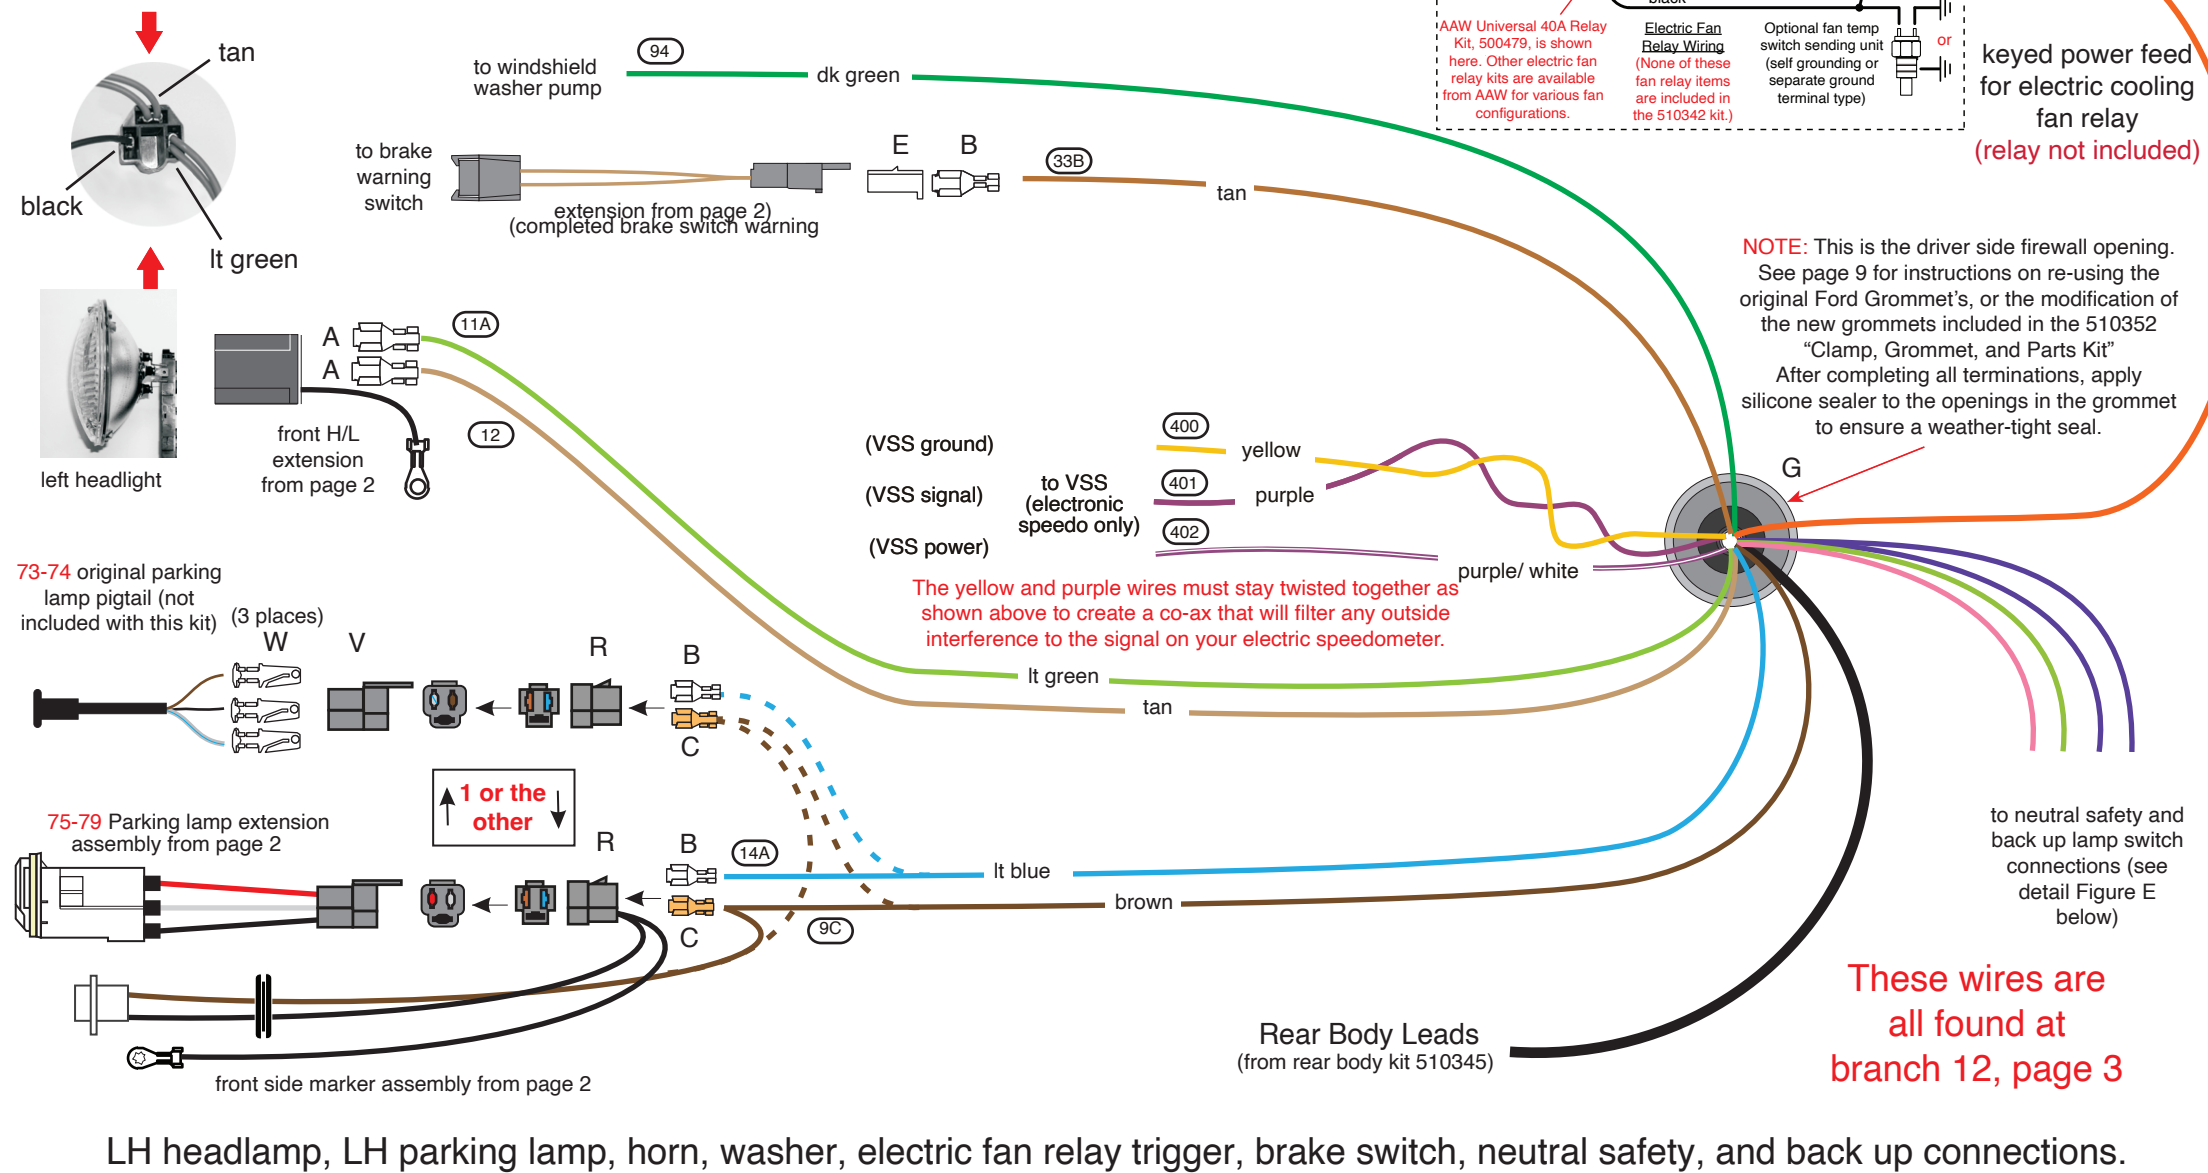 tan
black
lt green
left headlight
to windshield
washer pump
94
dk green
to brake
warning
switch
extension from page 2)
(completed brake switch warning
E
B
33B
tan
black
AAW Universal 40A Relay
Kit, 500479, is shown
here. Other electric fan
relay kits are available
from AAW for various fan
configurations.
Electric Fan
Relay Wiring
(None of these
fan relay items
are included in
the 510342 kit.)
Optional fan temp
switch sending unit
(self grounding or
separate ground
terminal type)
or
keyed power feed
for electric cooling
fan relay
(relay not included)
NOTE: This is the driver side firewall opening.
See page 9 for instructions on re-using the
original Ford Grommet's, or the modification of
the new grommets included in the 510352
“Clamp, Grommet, and Parts Kit”
After completing all terminations, apply
silicone sealer to the openings in the grommet
to ensure a weather-tight seal.
G
A
A
11A
12
front H/L
extension
from page 2
(VSS ground)
(VSS signal)
(VSS power)
to VSS
(electronic
speedo only)
400
yellow
401
purple
402
purple/ white
The yellow and purple wires must stay twisted together as
shown above to create a co-ax that will filter any outside
interference to the signal on your electric speedometer.
73-74 original parking
lamp pigtail (not
included with this kit)
(3 places)
W
V
R
B
C
lt green
tan
1 or the
other
75-79 Parking lamp extension
assembly from page 2
R
B
C
14A
9C
lt blue
brown
front side marker assembly from page 2
Rear Body Leads
(from rear body kit 510345)
to neutral safety and
back up lamp switch
connections (see
detail Figure E
below)
These wires are
all found at
branch 12, page 3
LH headlamp, LH parking lamp, horn, washer, electric fan relay trigger, brake switch, neutral safety, and back up connections.